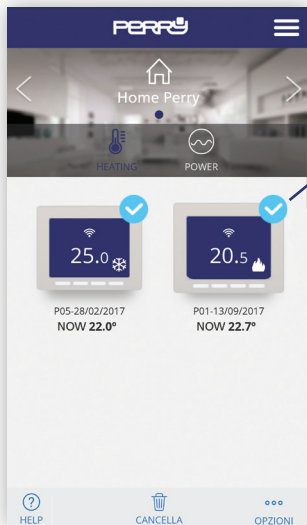 PERRY
Home Perry
HEATING
POWER
25.0
20.5
P05-28/02/2017
NOW 22.0°
P01-13/09/2017
NOW 22.7°
?
HELP
CANCELLA
OPZIONI